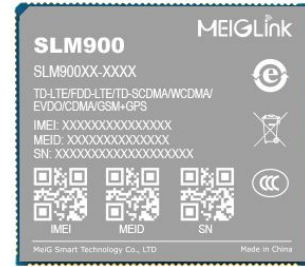 MEIGLink
SLM900
SLM900XX-XXXX
TD-LTE/FDD-LTE/TD-SCDMA/WCDMA/
EVDO/CDMA/GSM+GPS
IMEI: XXXXXXXXXXXXXXX
MEID: XXXXXXXXXXXXXX
SN: XXXXXXXXXXXXXXXXXXXX
IMEI MEID SN
MeiG Smart Technology Co., LTD Made in China